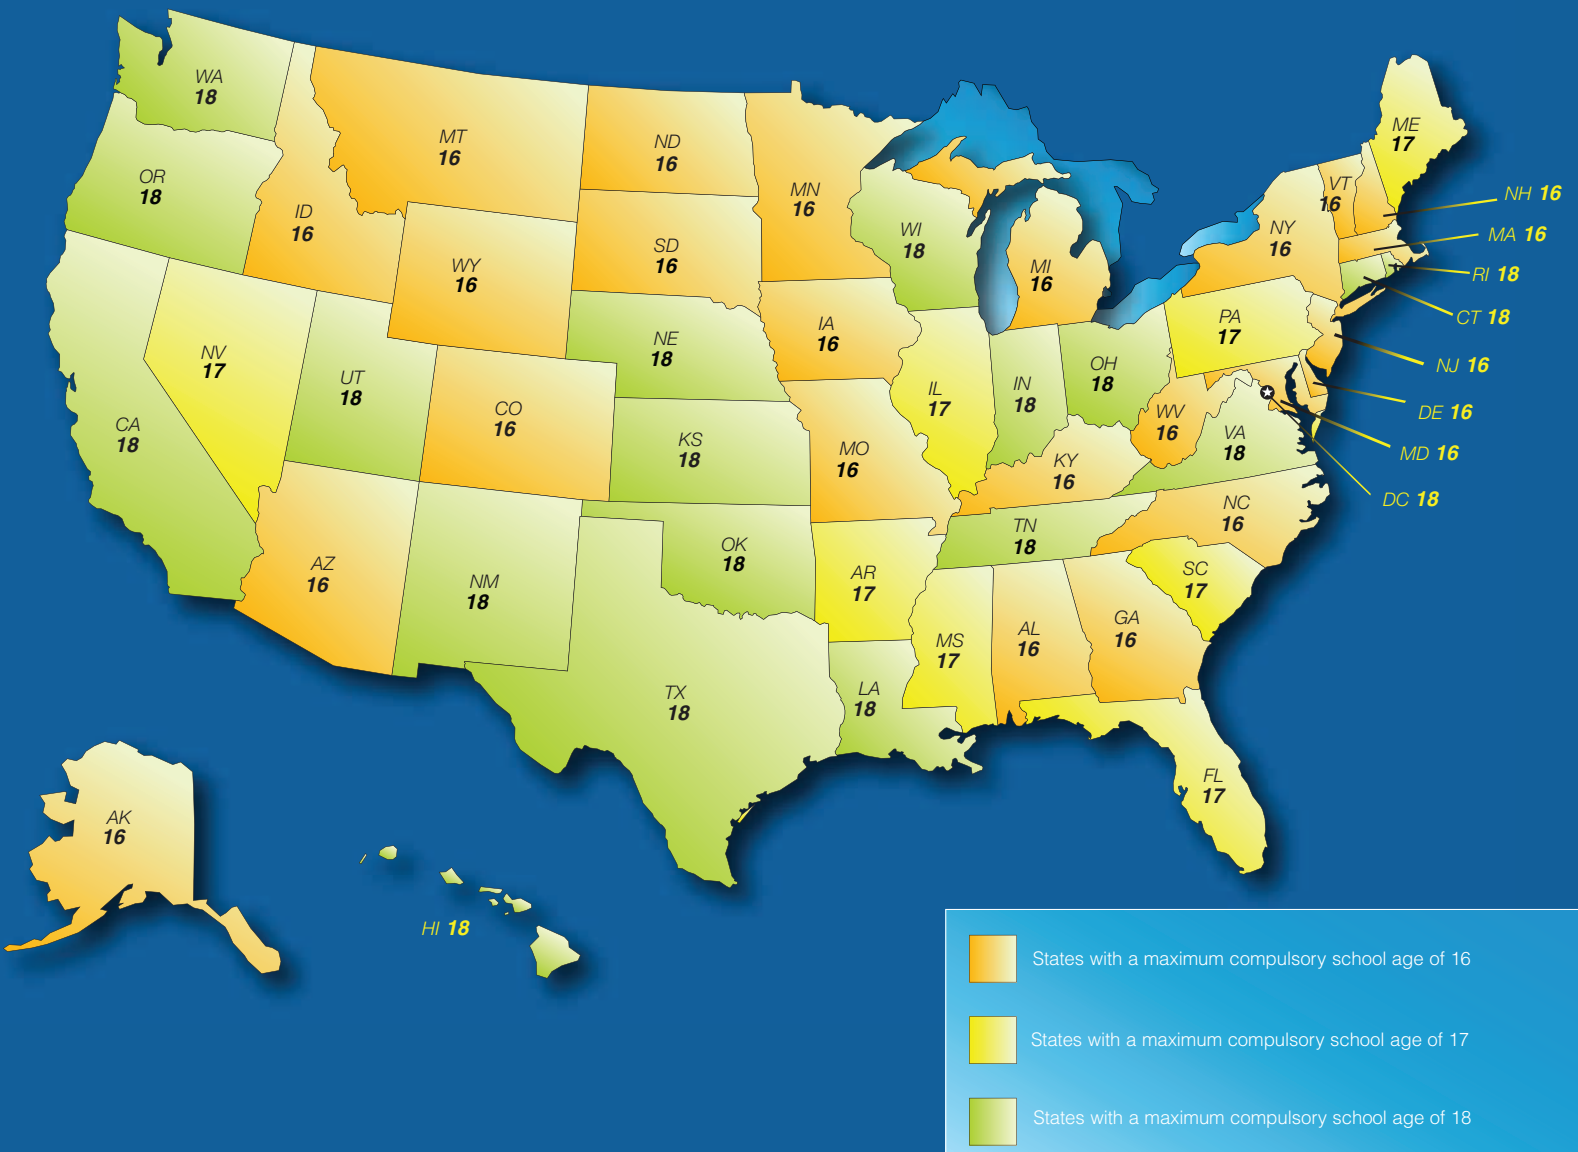 WA
18
OR
18
CA
18
NV
17
ID
16
MT
16
WY
16
UT
18
AZ
16
CO
16
NM
18
ND
16
SD
16
NE
18
KS
18
OK
18
TX
18
MN
16
IA
16
MO
16
AR
17
LA
18
WI
18
IL
17
MS
17
MI
16
IN
18
OH
18
KY
16
TN
18
AL
16
GA
16
FL
17
SC
17
NC
16
VA
18
WV
16
PA
17
NY
16
VT
16
ME
17
NH 16
MA 16
RI 18
CT 18
NJ 16
DE 16
MD 16
DC 18
AK
16
HI 18
States with a maximum compulsory school age of 16
States with a maximum compulsory school age of 17
States with a maximum compulsory school age of 18